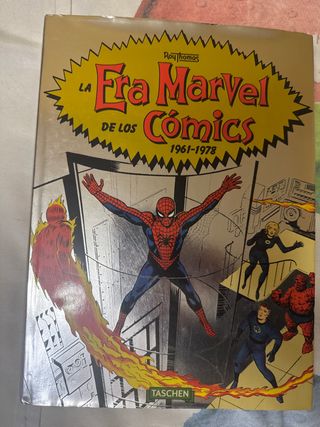 Roy Thomas
LA
Era Marvel
DE LOS
Cómics
1961-1978
TASCHEN